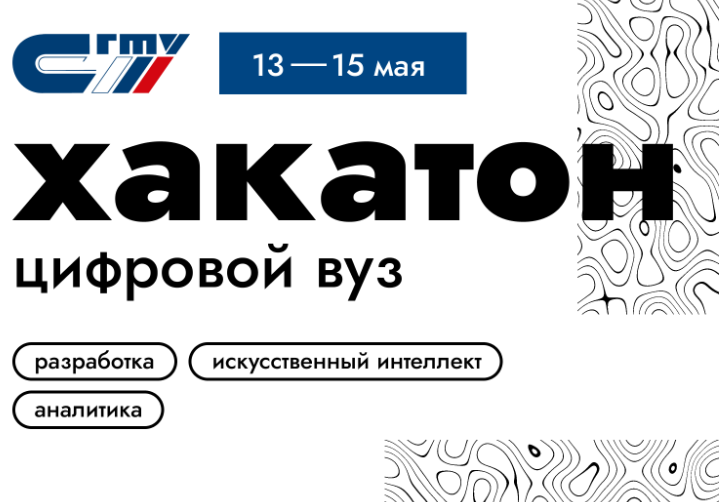 СГТУ
13—15 мая
хакатон
цифровой вуз
разработка
искусственный интеллект
аналитика